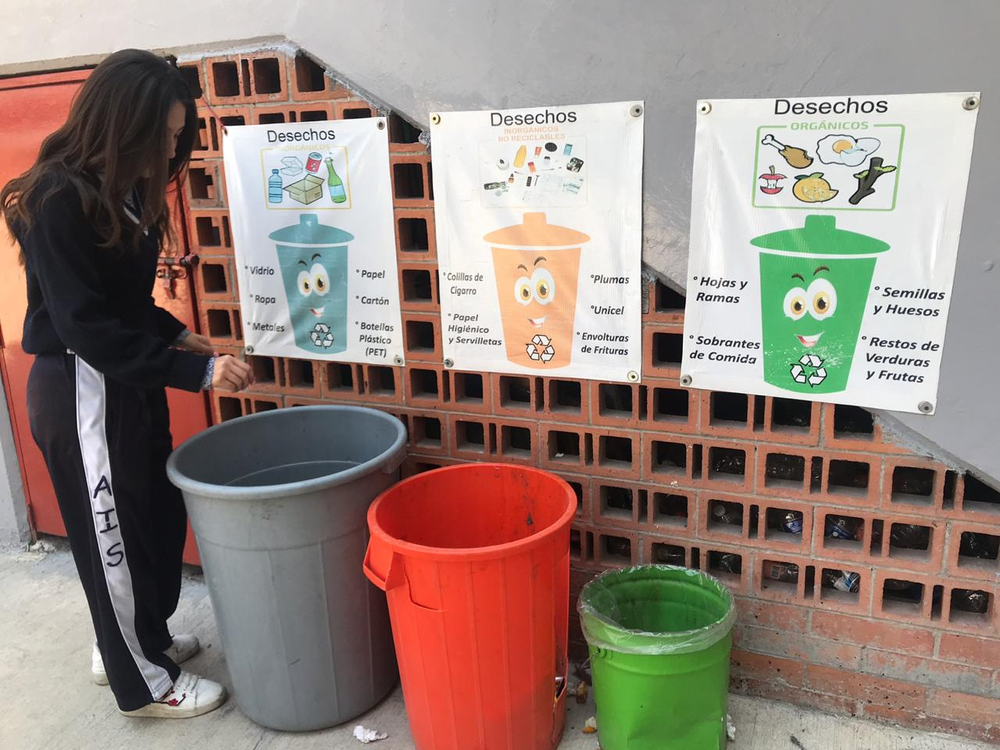 Desechos
INORGÁNICOS
° Vidrio
° Ropa
° Metales
° Papel
° Cartón
° Botellas
Plástico
(PET)
Desechos
INORGÁNICOS
NO RECICLABLES
° Colillas de
Cigarro
° Papel
Higiénico
y Servilletas
°Plumas
°Unicel
° Envolturas
de Frituras
Desechos
ORGÁNICOS
° Hojas y
Ramas
° Sobrantes
de Comida
° Semillas
y Huesos
° Restos de
Verduras
y Frutas